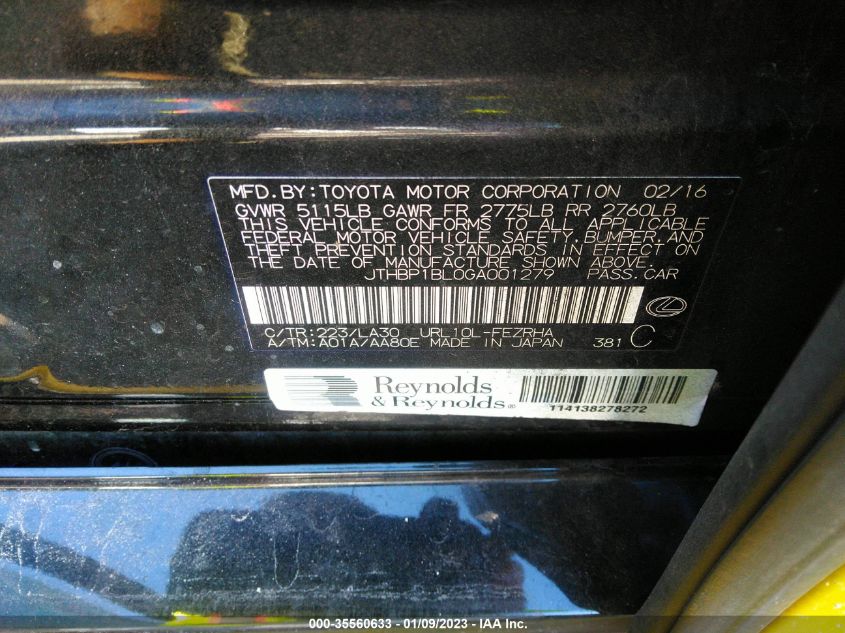 MFD.BY:TOYOTA MOTOR CORPORATION 02/16
GVWR 5115LB GAWR FR 2775LB RR 2760LB
THIS VEHICLE CONFORMS TO ALL APPLICABLE
FEDERAL MOTOR VEHICLE SAFETY,BUMPER,AND
THEFT PREVENTION STANDARDS IN EFFECT ON
THE DATE OF MANUFACTURE SHOWN ABOVE.
JTHBP1BL0GA001279 PASS.CAR
C/TR:223/LA30 URL10L-FEZRHA
A/TM:A01A/AA80E MADE IN JAPAN 381 C
Reynolds
& Reynolds®
114138278272
000-35560633 - 01/09/2023 - IAA Inc.